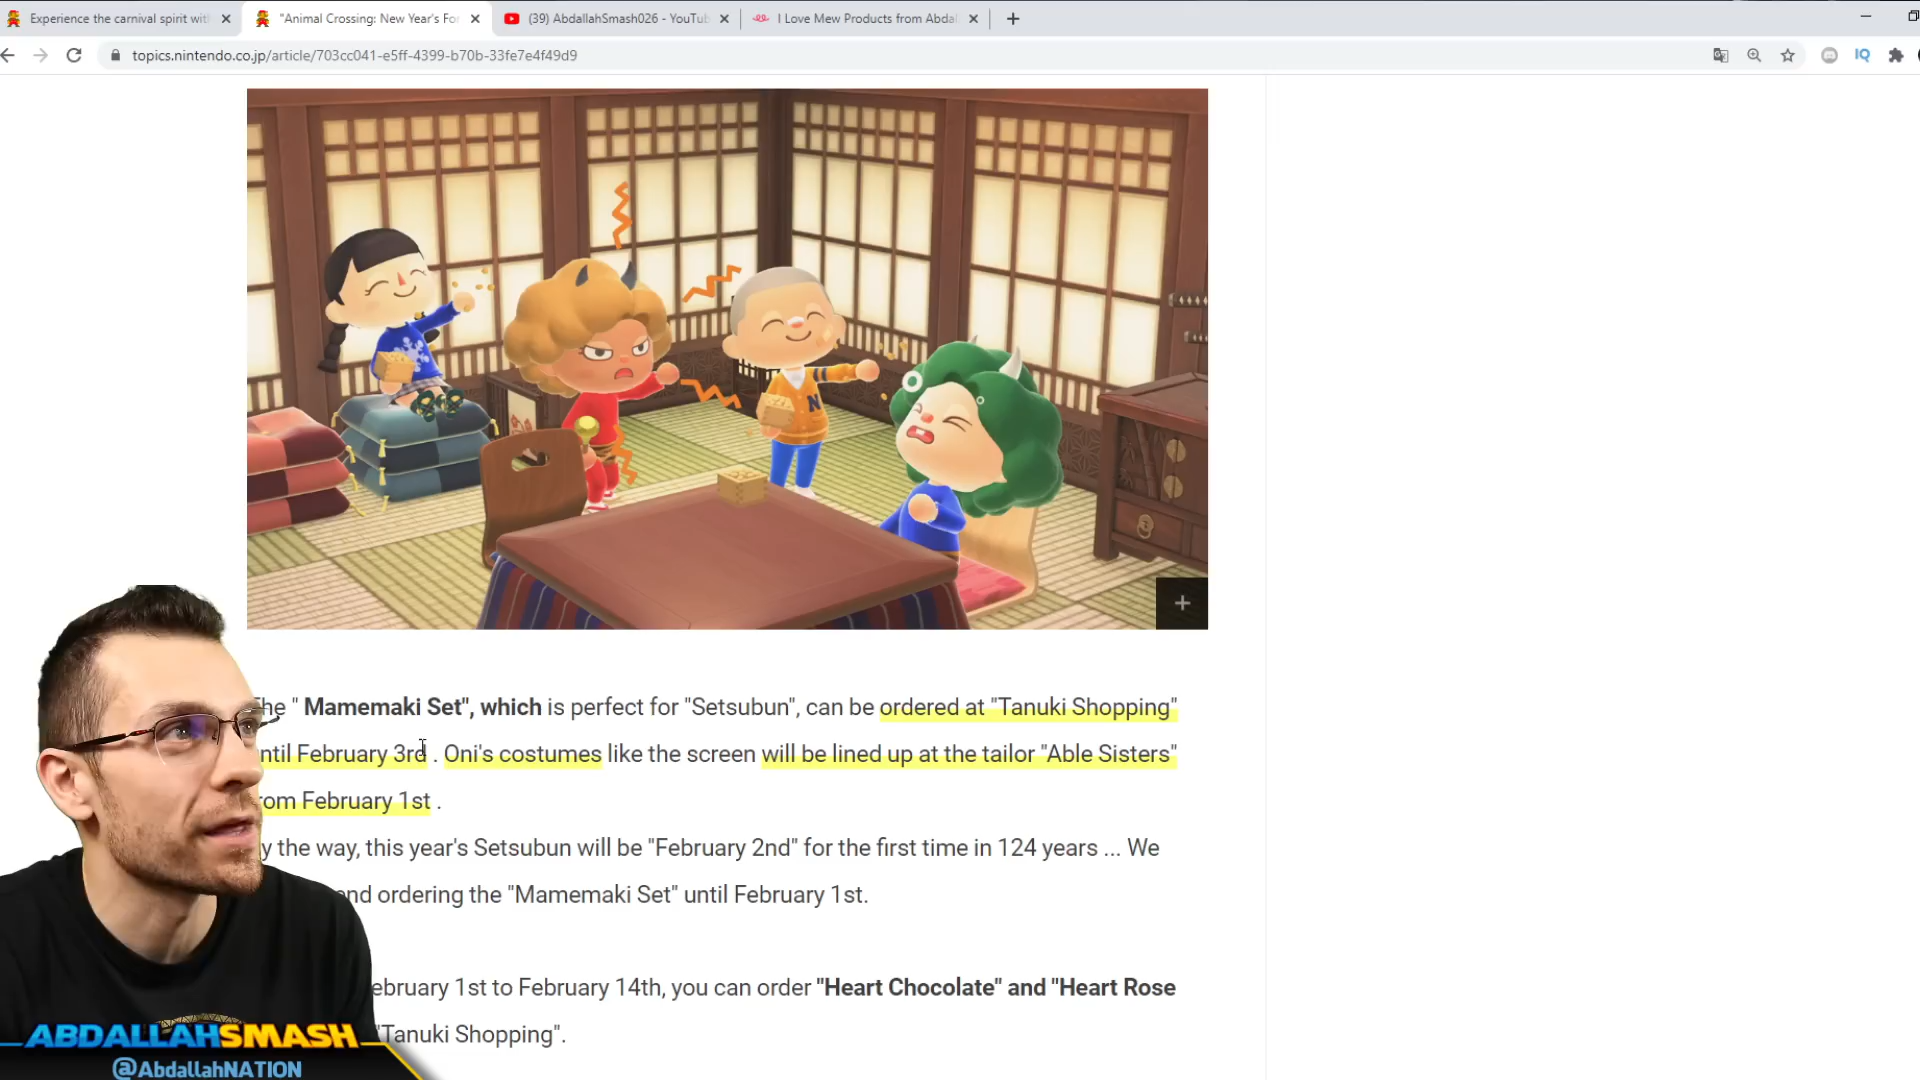 Experience the carnival spirit wit
"Animal Crossing: New Year's For
(39) AbdallahSmash026 - YouTub
I Love Mew Products from Abdal
topics.nintendo.co.jp/article/703cc041-e5ff-4399-b70b-33fe7e4f49d9
IQ
N
The " Mamemaki Set", which is perfect for "Setsubun", can be ordered at "Tanuki Shopping"
ntil February 3rd . Oni's costumes like the screen will be lined up at the tailor "Able Sisters"
rom February 1st .
y the way, this year's Setsubun will be "February 2nd" for the first time in 124 years ... We
nd ordering the "Mamemaki Set" until February 1st.
ebruary 1st to February 14th, you can order "Heart Chocolate" and "Heart Rose
"Tanuki Shopping".
ABDALLAHSMASH
@AbdallahNATION